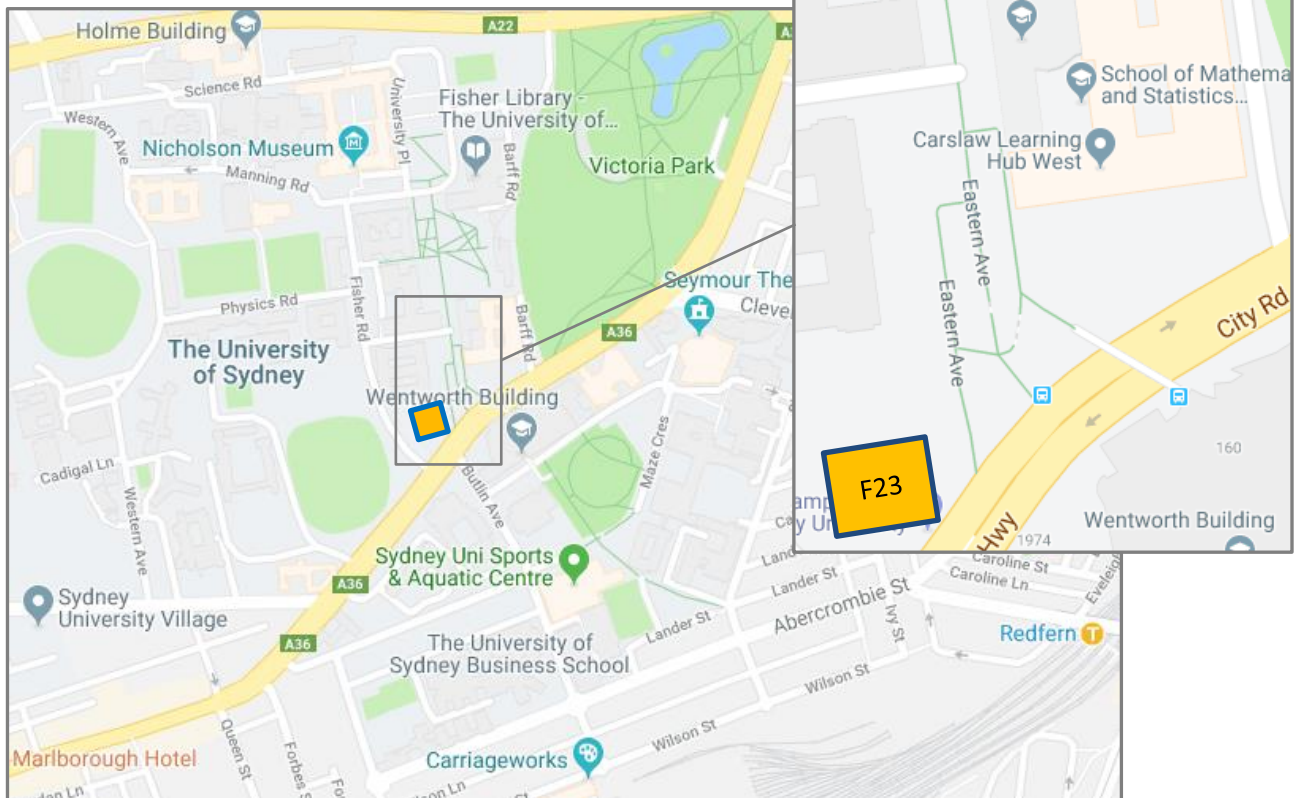 Holme Building
A22
Science Rd
University Pl
Fisher Library -
The University of...
Western Ave
Nicholson Museum
Barff Rd
Victoria Park
Manning Rd
Physics Rd
Fisher Rd
Barff Rd
Seymour The
Cleve
A36
The University
of Sydney
Wentworth Building
Maze Cres
Cadigal Ln
Western Ave
Butlin Ave
Sydney Uni Sports
& Aquatic Centre
A36
Sydney
University Village
A36
The University of
Sydney Business School
Lander St
Lander St
Abercrombie St
Ivy St
Caroline St
Caroline Ln
Redfern
T
Wilson St
Wilson St
Queen St
Forbes S
Marlborough Hotel
Carriageworks
School of Mathema
and Statistics...
Carslaw Learning
Hub West
Eastern Ave
Eastern Ave
City Rd
F23
160
Wentworth Building
Hwy
1974